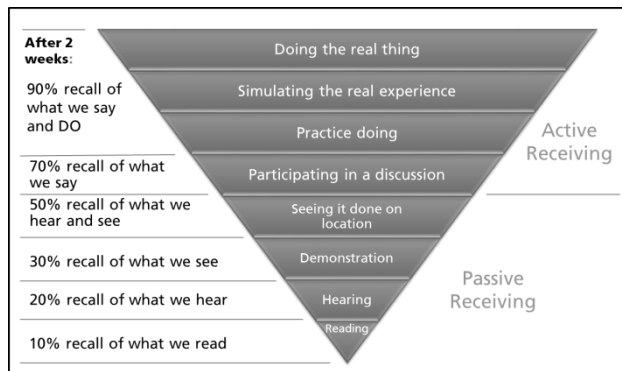 After 2
weeks:
90% recall of
what we say
and DO
70% recall of what
we say
50% recall of what we
hear and see
30% recall of what we see
20% recall of what we hear
10% recall of what we read
Doing the real thing
Simulating the real experience
Practice doing
Participating in a discussion
Seeing it done on
location
Demonstration
Hearing
Reading
Active
Receiving
Passive
Receiving